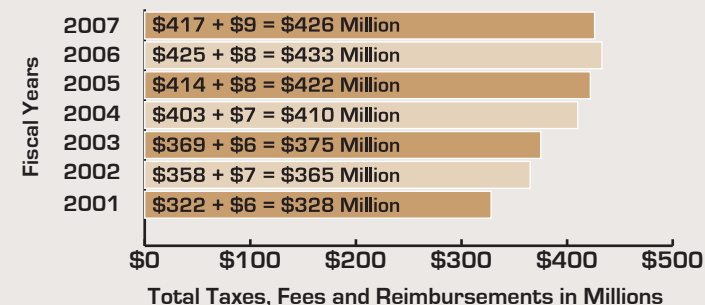 Fiscal Years
2007 $417 + $9 = $426 Million
2006 $425 + $8 = $433 Million
2005 $414 + $8 = $422 Million
2004 $403 + $7 = $410 Million
2003 $369 + $6 = $375 Million
2002 $358 + $7 = $365 Million
2001 $322 + $6 = $328 Million
$0 $100 $200 $300 $400 $500
Total Taxes, Fees and Reimbursements in Millions